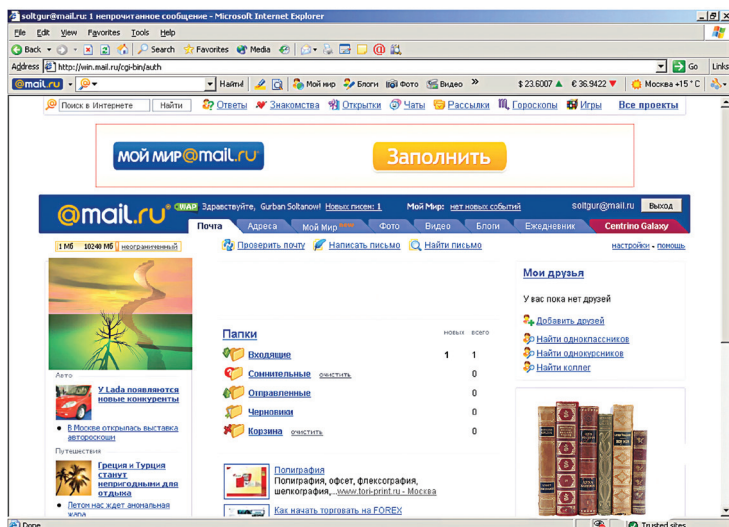 soltgur@mail.ru: 1 непрочитанное сообщение - Microsoft Internet Explorer
File Edit View Favorites Tools Help
Back Search Favorites Media
Address http://win.mail.ru/cgi-bin/auth Go Links
@mail.ru Найти! Мой мир Блоги Фото Видео » $ 23.6007 ▲ € 36.9422 ▼ Москва +15 °C
Поиск в Интернете Найти Ответы Знакомства Открытки Чаты Рассылки Гороскопы Игры Все проекты
мой мир@mail.ru Заполнить
@mail.ru WAP Здравствуйте, Gurban Soltanow! Новых писем: 1 Мой Мир: нет новых событий soltgur@mail.ru Выход
Почта Адреса Мой Мир Фото Видео Блоги Ежедневник Centrino Galaxy
1 Мб 10240 Мб неограниченный Проверить почту Написать письмо Найти письмо настройки - помощь
Мои друзья
У вас пока нет друзей
Добавить друзей
Найти одноклассников
Найти однокурсников
Найти коллег
Папки новых всего
Входящие 1 1
Сомнительные очистить 0
Отправленные 0
Черновики 0
Корзина очистить 0
Авто
У Lada появляются
новые конкуренты
• В Москве открылась выставка
автороскоши
Путешествия
Греция и Турция
станут
непригодными для
отдыха
• Летом нас ждет аномальная
жара
Полиграфия
Полиграфия, офсет, флексография,
шелкография,...www.tori-print.ru - Москва
Как начать торговать на FOREX
Done Trusted sites